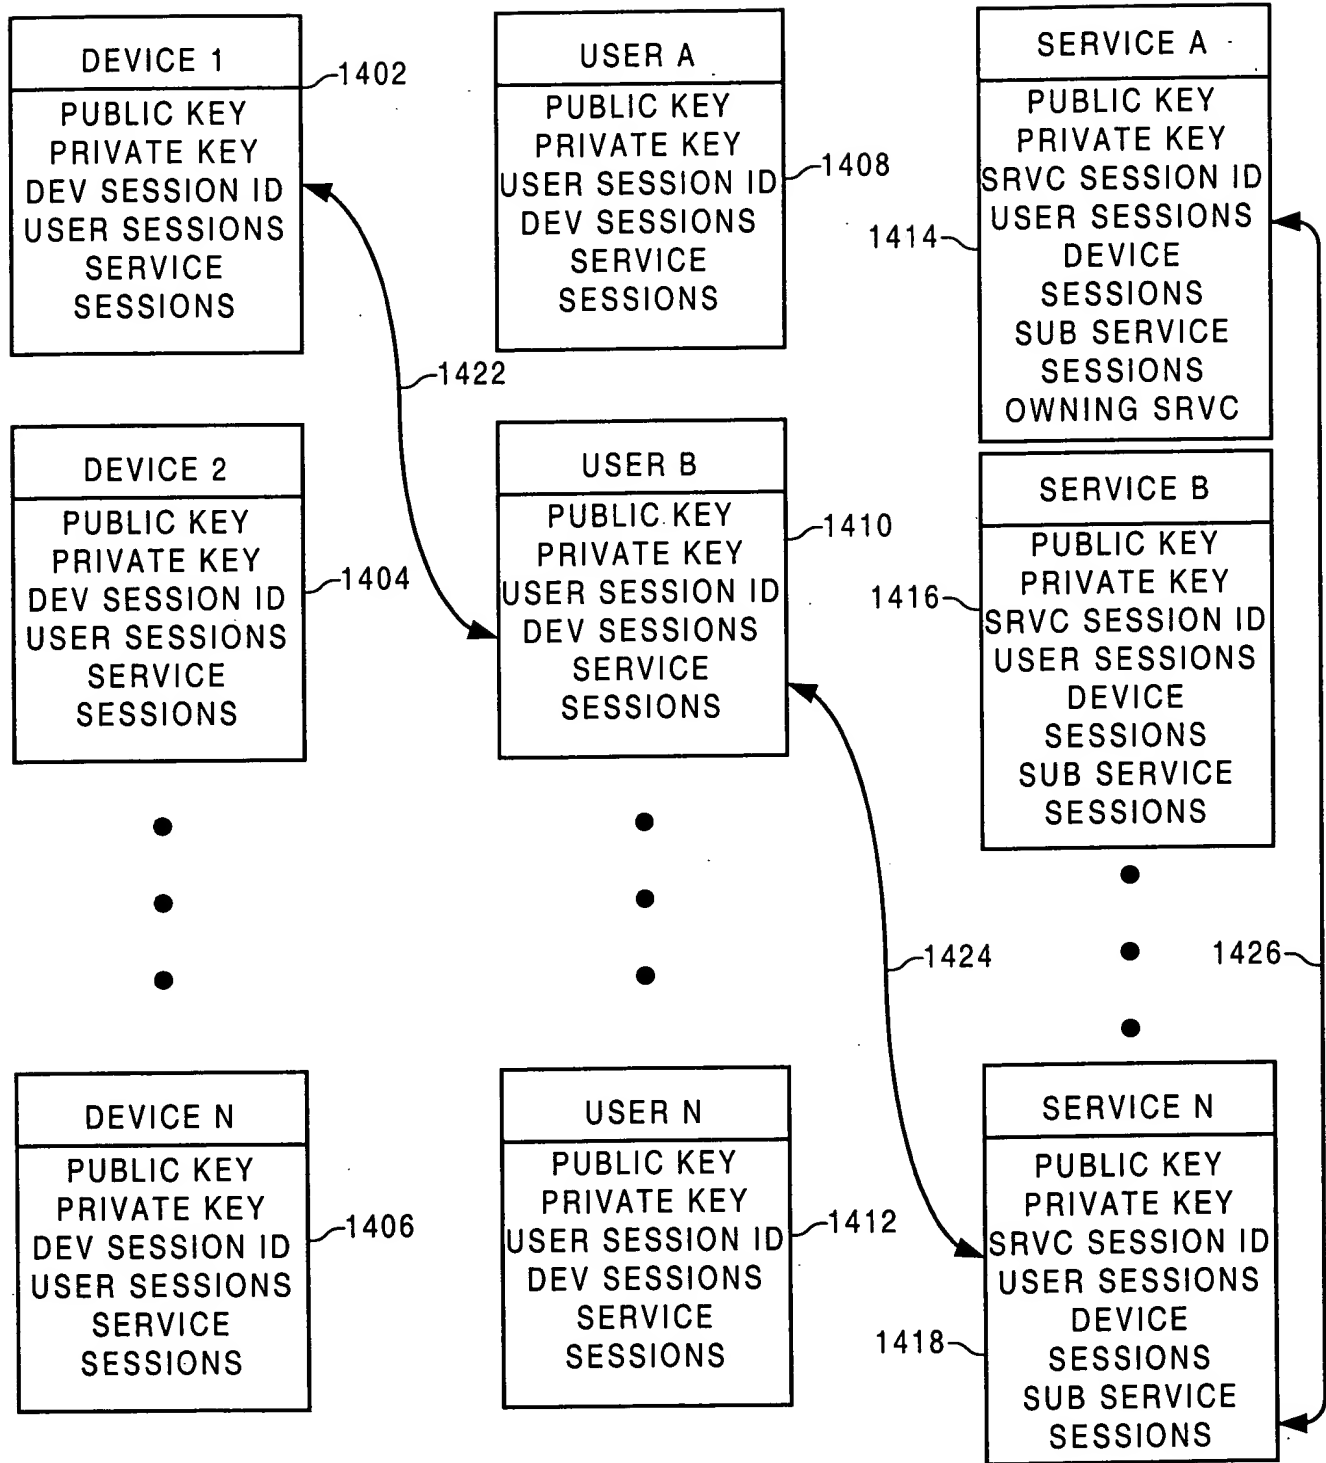 DEVICE 1
1402
PUBLIC KEY
PRIVATE KEY
DEV SESSION ID
USER SESSIONS
SERVICE
SESSIONS
USER A
PUBLIC KEY
PRIVATE KEY
USER SESSION ID
DEV SESSIONS
SERVICE
SESSIONS
1408
SERVICE A
PUBLIC KEY
PRIVATE KEY
SRVC SESSION ID
USER SESSIONS
DEVICE
SESSIONS
SUB SERVICE
SESSIONS
OWNING SRVC
1414
1422
DEVICE 2
PUBLIC KEY
PRIVATE KEY
DEV SESSION ID
USER SESSIONS
SERVICE
SESSIONS
1404
USER B
PUBLIC KEY
PRIVATE KEY
USER SESSION ID
DEV SESSIONS
SERVICE
SESSIONS
1410
SERVICE B
PUBLIC KEY
PRIVATE KEY
SRVC SESSION ID
USER SESSIONS
DEVICE
SESSIONS
SUB SERVICE
SESSIONS
1416
1424
1426
DEVICE N
PUBLIC KEY
PRIVATE KEY
DEV SESSION ID
USER SESSIONS
SERVICE
SESSIONS
1406
USER N
PUBLIC KEY
PRIVATE KEY
USER SESSION ID
DEV SESSIONS
SERVICE
SESSIONS
1412
SERVICE N
PUBLIC KEY
PRIVATE KEY
SRVC SESSION ID
USER SESSIONS
DEVICE
SESSIONS
SUB SERVICE
SESSIONS
1418